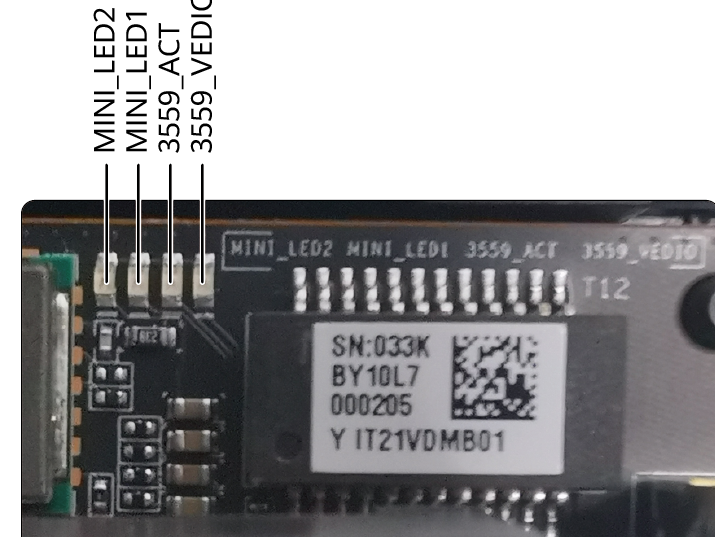 MINI_LED2
MINI_LED1
3559_ACT
3559_VEDIO
MINI_LED2 MINI_LED1 3559_ACT 3559_VEDIO
T12
SN:033K
BY10L7
000205
Y IT21VDMB01